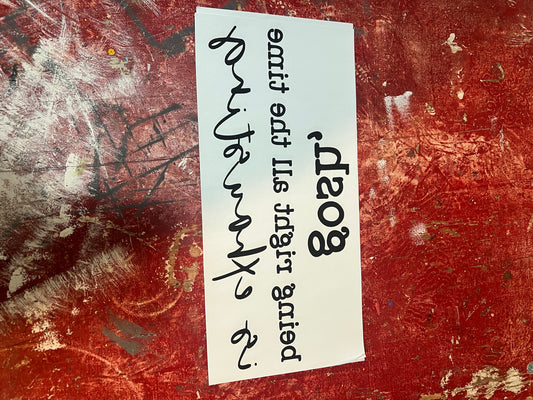 gosh,
being right all the time
is exhausting